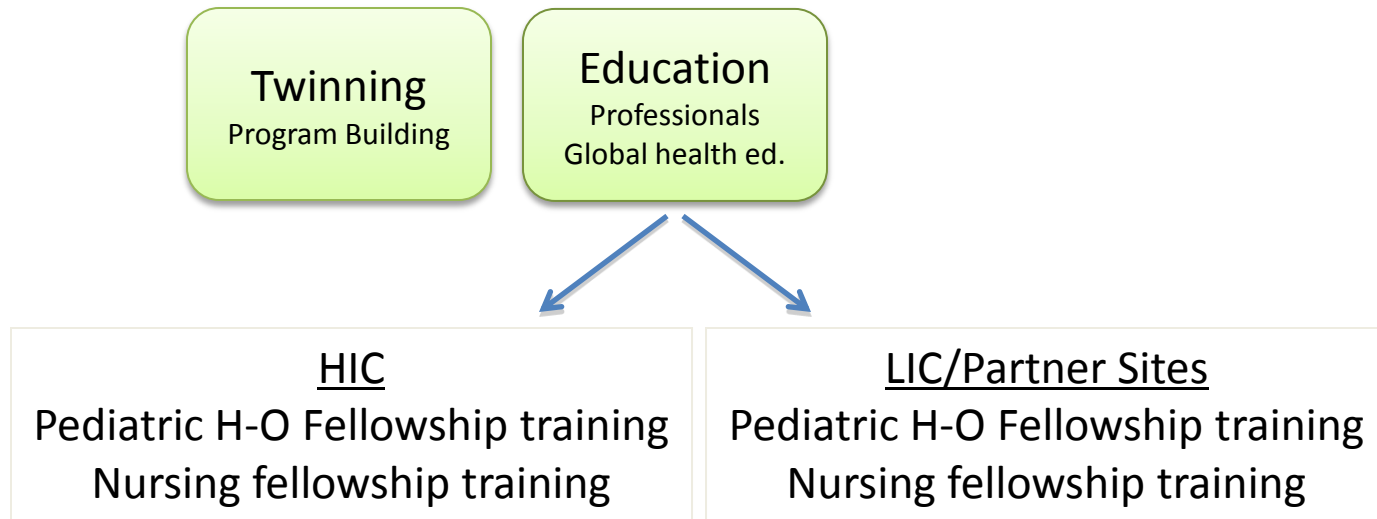 Twinning
Program Building
Education
Professionals
Global health ed.
HIC
Pediatric H-O Fellowship training
Nursing fellowship training
LIC/Partner Sites
Pediatric H-O Fellowship training
Nursing fellowship training